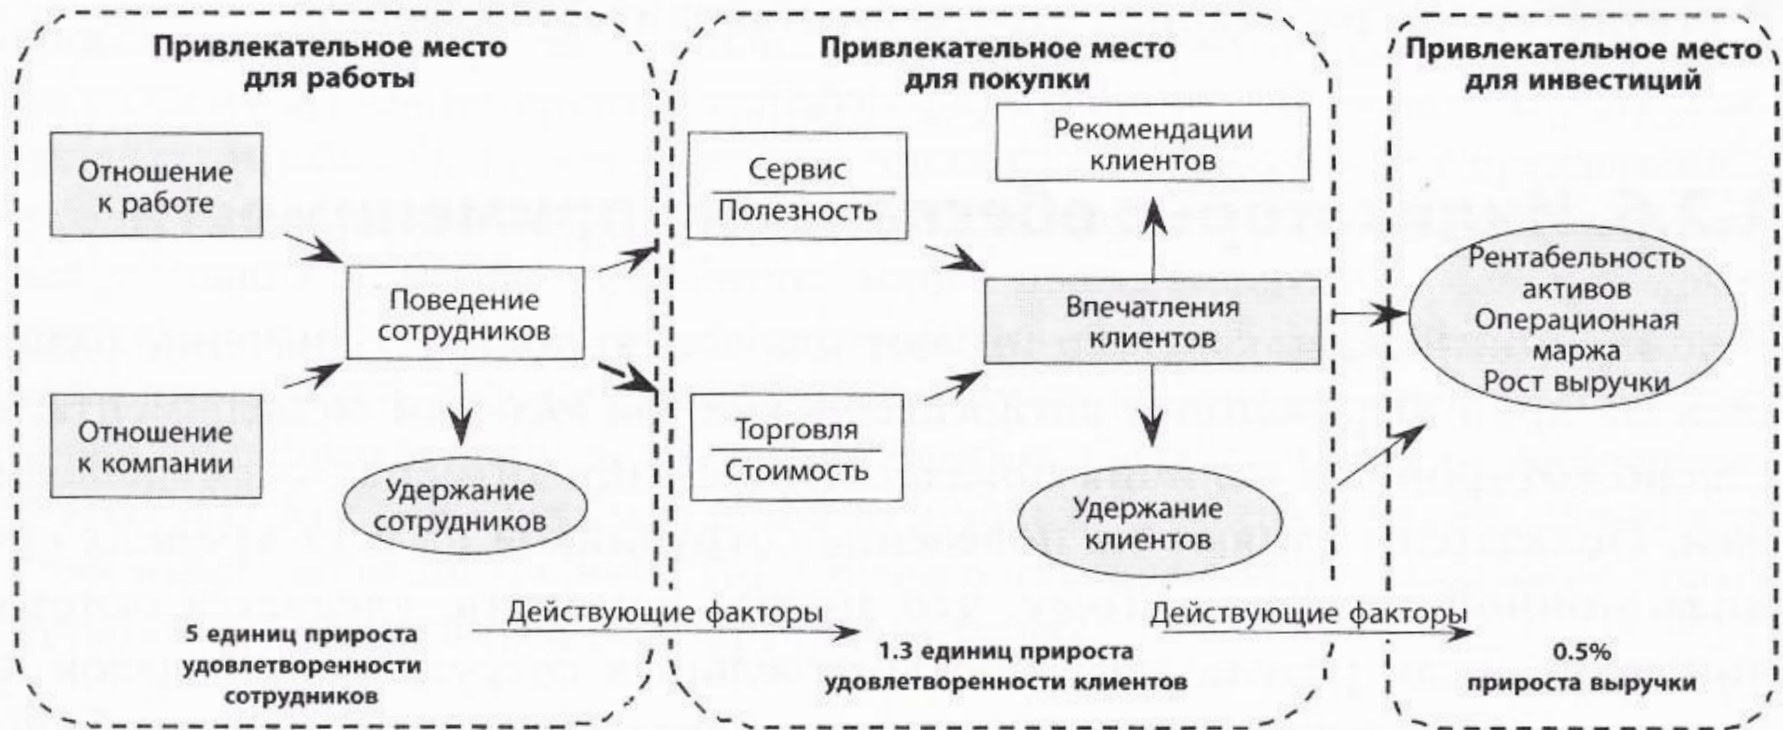 Привлекательное место
для работы
Отношение
к работе
Поведение
сотрудников
Отношение
к компании
Удержание
сотрудников
5 единиц прироста
удовлетворенности
сотрудников
Действующие факторы
Привлекательное место
для покупки
Сервис
Полезность
Рекомендации
клиентов
Впечатления
клиентов
Торговля
Стоимость
Удержание
клиентов
1.3 единиц прироста
удовлетворенности клиентов
Действующие факторы
Привлекательное место
для инвестиций
Рентабельность
активов
Операционная
маржа
Рост выручки
0.5%
прироста выручки